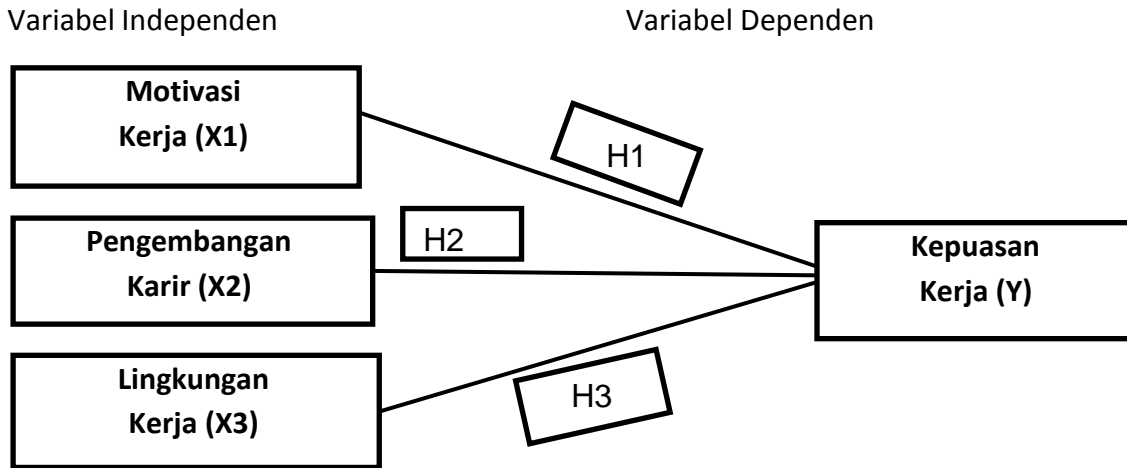 Variabel Independen
Variabel Dependen
Motivasi
Kerja (X1)
H1
Pengembangan
Karir (X2)
H2
Kepuasan
Kerja (Y)
Lingkungan
Kerja (X3)
H3